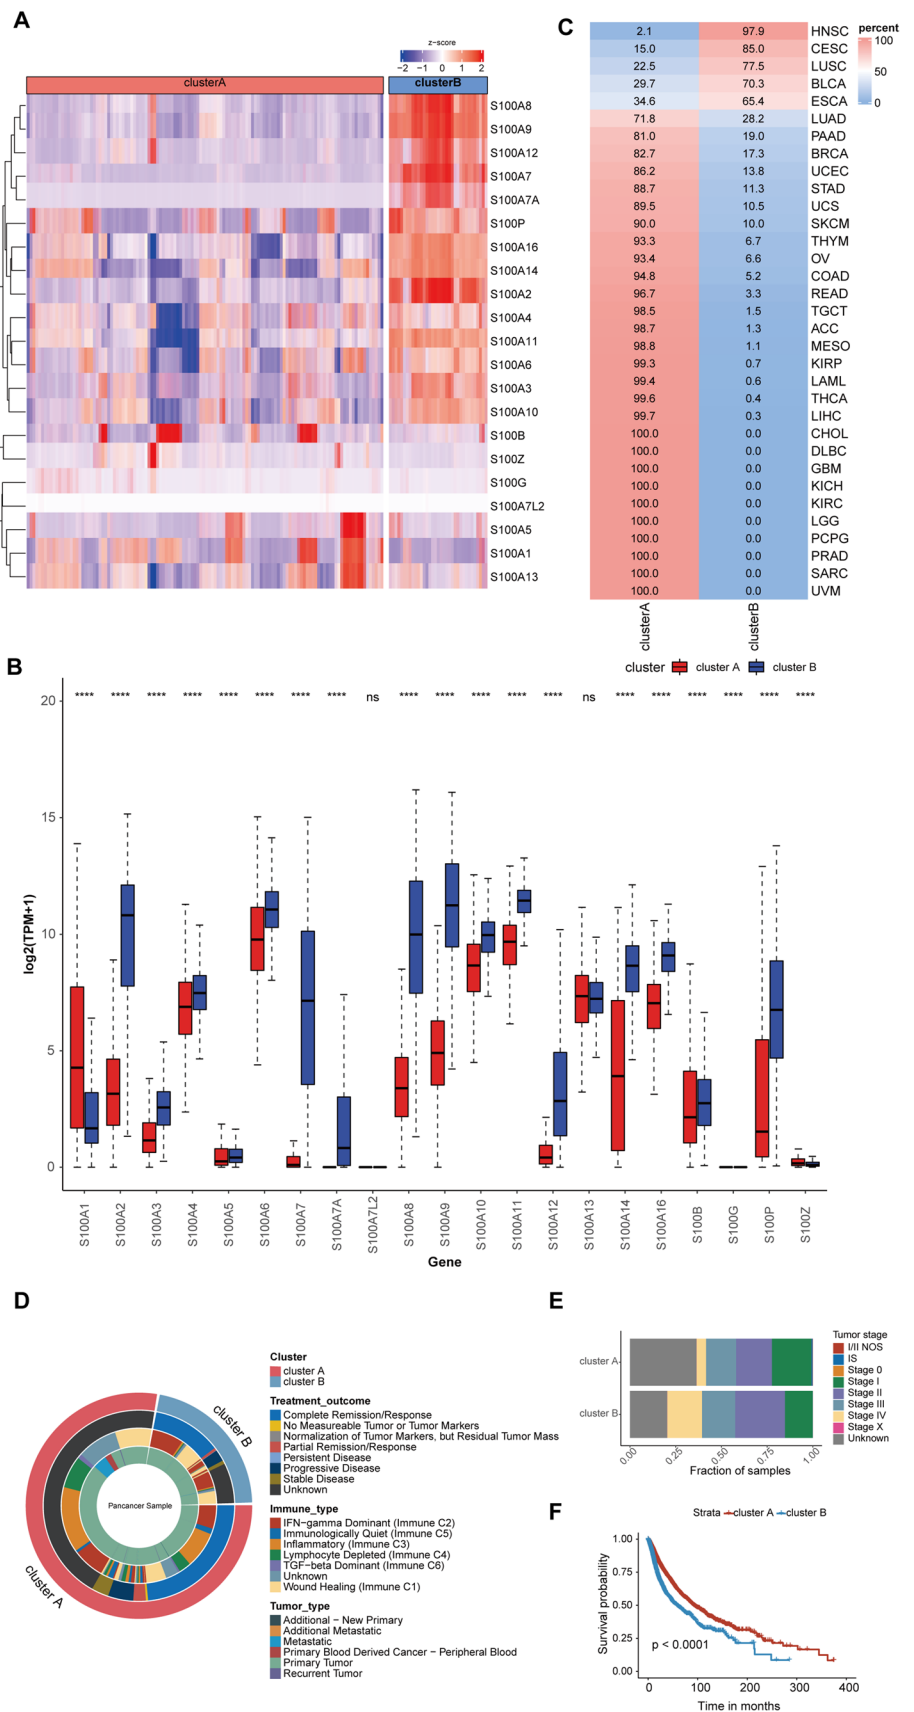 A
z-score
−2 −1 0 1 2
clusterA clusterB
S100A8
S100A9
S100A12
S100A7
S100A7A
S100P
S100A16
S100A14
S100A2
S100A4
S100A11
S100A6
S100A3
S100A10
S100B
S100Z
S100G
S100A7L2
S100A5
S100A1
S100A13
C
2.1 97.9 HNSC
15.0 85.0 CESC
22.5 77.5 LUSC
29.7 70.3 BLCA
34.6 65.4 ESCA
71.8 28.2 LUAD
81.0 19.0 PAAD
82.7 17.3 BRCA
86.2 13.8 UCEC
88.7 11.3 STAD
89.5 10.5 UCS
90.0 10.0 SKCM
93.3 6.7 THYM
93.4 6.6 OV
94.8 5.2 COAD
96.7 3.3 READ
98.5 1.5 TGCT
98.7 1.3 ACC
98.8 1.1 MESO
99.3 0.7 KIRP
99.4 0.6 LAML
99.6 0.4 THCA
99.7 0.3 LIHC
100.0 0.0 CHOL
100.0 0.0 DLBC
100.0 0.0 GBM
100.0 0.0 KICH
100.0 0.0 KIRC
100.0 0.0 LGG
100.0 0.0 PCPG
100.0 0.0 PRAD
100.0 0.0 SARC
100.0 0.0 UVM
clusterA clusterB
percent
100
50
0
B
cluster cluster A cluster B
**** **** **** **** **** **** **** **** ns **** **** **** **** **** ns **** **** **** **** **** ****
20
15
10
5
0
log2(TPM+1)
S100A1 S100A2 S100A3 S100A4 S100A5 S100A6 S100A7 S100A7A S100A7L2 S100A8 S100A9 S100A10 S100A11 S100A12 S100A13 S100A14 S100A16 S100B S100G S100P S100Z
Gene
D
cluster A
cluster B
Pancancer Sample
Cluster
cluster A
cluster B
Treatment_outcome
Complete Remission/Response
No Measureable Tumor or Tumor Markers
Normalization of Tumor Markers, but Residual Tumor Mass
Partial Remission/Response
Persistent Disease
Progressive Disease
Stable Disease
Unknown
Immune_type
IFN−gamma Dominant (Immune C2)
Immunologically Quiet (Immune C5)
Inflammatory (Immune C3)
Lymphocyte Depleted (Immune C4)
TGF−beta Dominant (Immune C6)
Unknown
Wound Healing (Immune C1)
Tumor_type
Additional − New Primary
Additional Metastatic
Metastatic
Primary Blood Derived Cancer − Peripheral Blood
Primary Tumor
Recurrent Tumor
E
cluster A
cluster B
0.00 0.25 0.50 0.75 1.00
Fraction of samples
Tumor stage
I/II NOS
IS
Stage 0
Stage I
Stage II
Stage III
Stage IV
Stage X
Unknown
F
Strata cluster A cluster B
1.00
0.75
0.50
0.25
0.00
Survival probability
p < 0.0001
0 100 200 300 400
Time in months